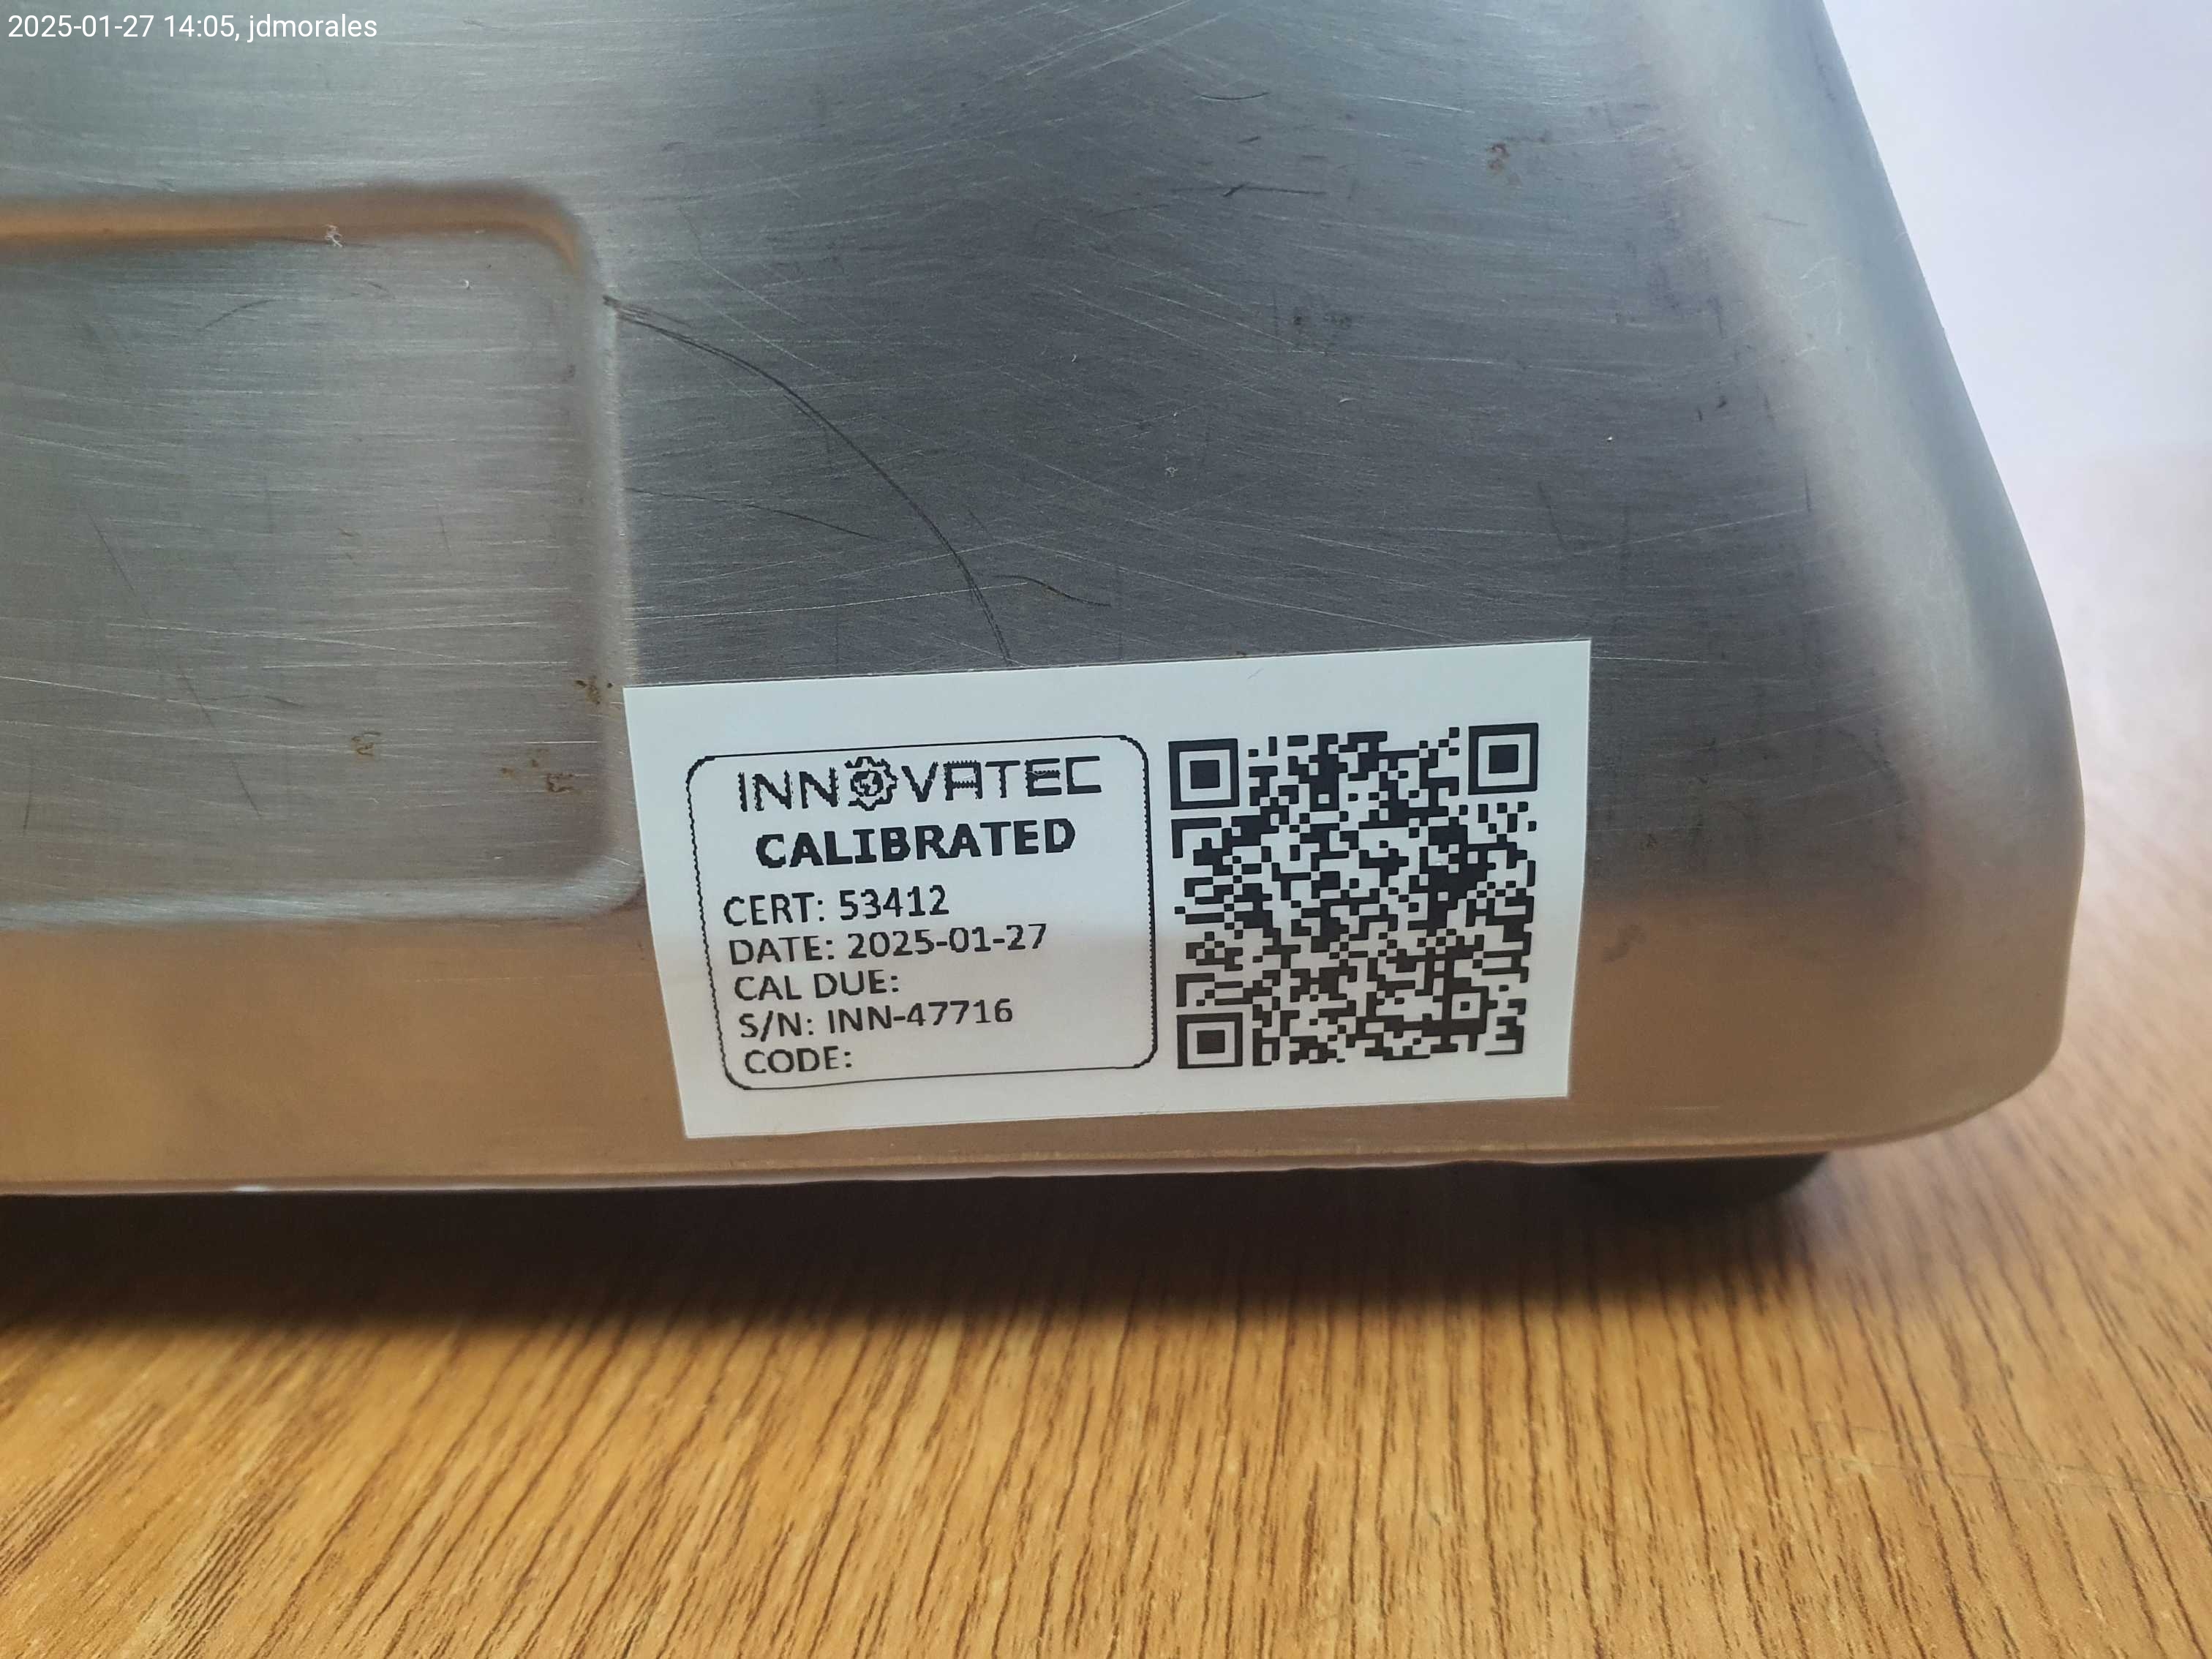 2025-01-27 14:05, jdmorales
INNOVATEC
CALIBRATED
CERT: 53412
DATE: 2025-01-27
CAL DUE:
S/N: INN-47716
CODE: